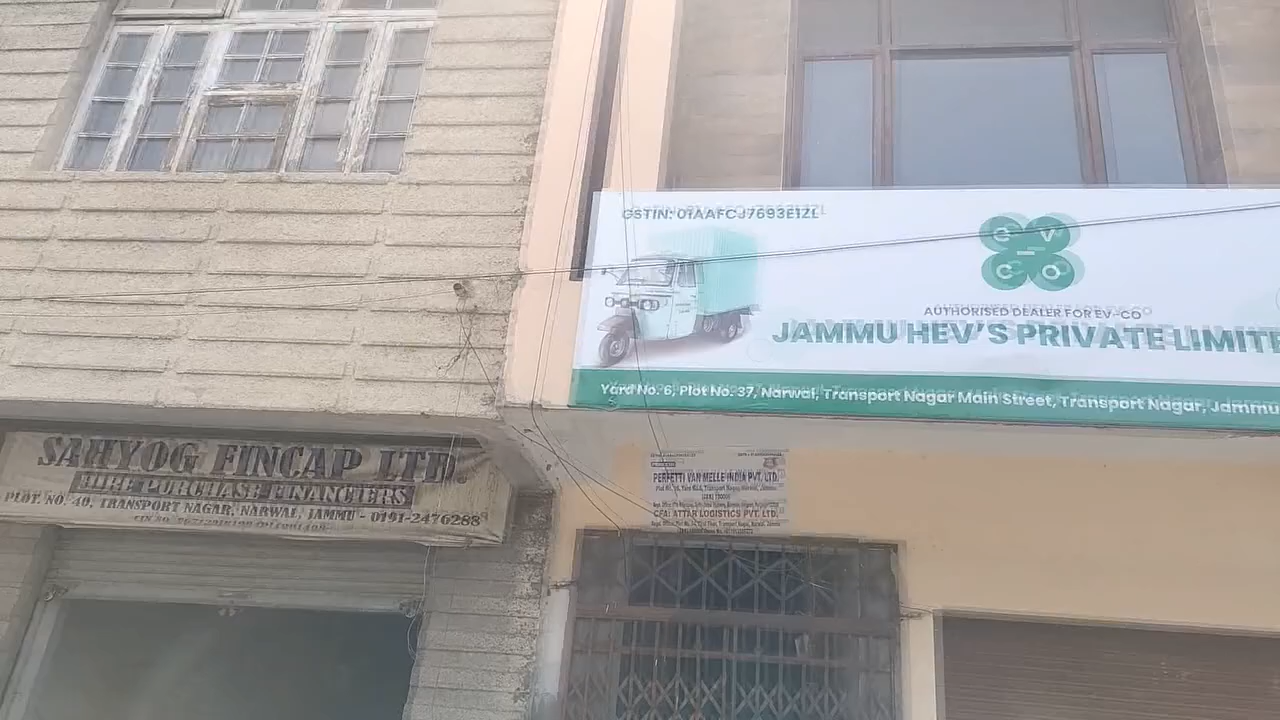 GSTIN: 01AAFCJ7693E1ZL
EV
CO
AUTHORISED DEALER FOR EV-CO
JAMMU HEV'S PRIVATE LIMITE
Yard No. 6, Plot No. 37, Narwal, Transport Nagar Main Street, Transport Nagar, Jammu
SAHYOG FINCAP LTD.
HIRE PURCHASE FINANCIERS
PLOT. NO. 40, TRANSPORT NAGAR, NARWAL, JAMMU - 0191-2476288
PERFETTI VAN MELLE INDIA PVT. LTD.
CFA: ATTAR LOGISTICS PVT. LTD.